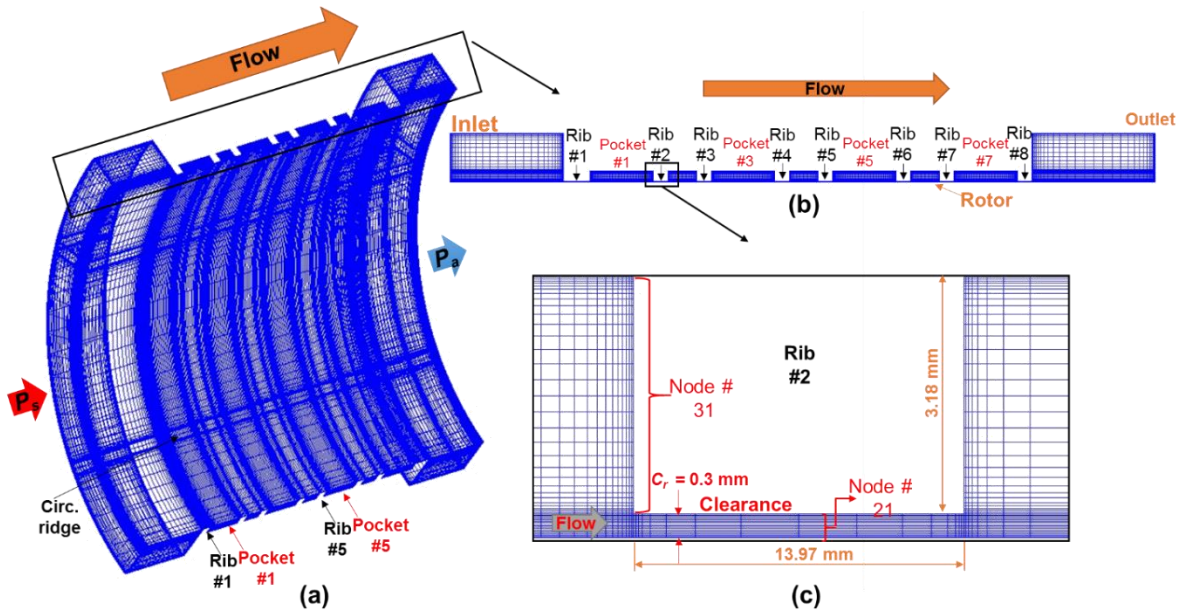 Flow
Pₛ
Pₐ
Circ.
ridge
Rib
#1
Pocket
#1
Rib
#5
Pocket
#5
(a)
Flow
Inlet
Outlet
Rib
#1
Pocket
#1
Rib
#2
Rib
#3
Pocket
#3
Rib
#4
Rib
#5
Pocket
#5
Rib
#6
Rib
#7
Pocket
#7
Rib
#8
Rotor
(b)
Rib
#2
Node #
31
3.18 mm
Cᵣ = 0.3 mm
Clearance
Node #
21
Flow
13.97 mm
(c)